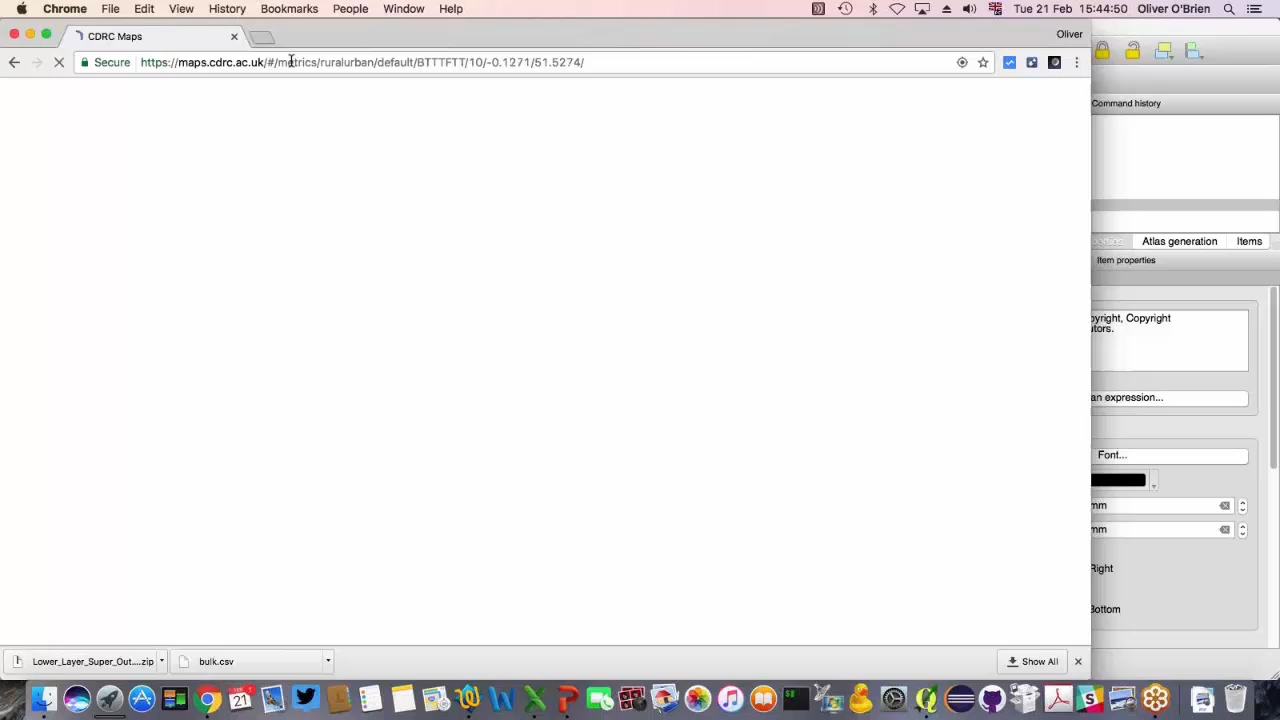 Chrome File Edit View History Bookmarks People Window Help Tue 21 Feb 15:44:50 Oliver O'Brien
CDRC Maps
Oliver
Secure https://maps.cdrc.ac.uk/#/metrics/ruralurban/default/BTTTFTT/10/-0.1271/51.5274/
Command history
Atlas generation Items
Item properties
yright, Copyright
tors.
an expression...
Font...
mm
mm
Right
Bottom
Lower_Layer_Super_Out....zip bulk.csv Show All